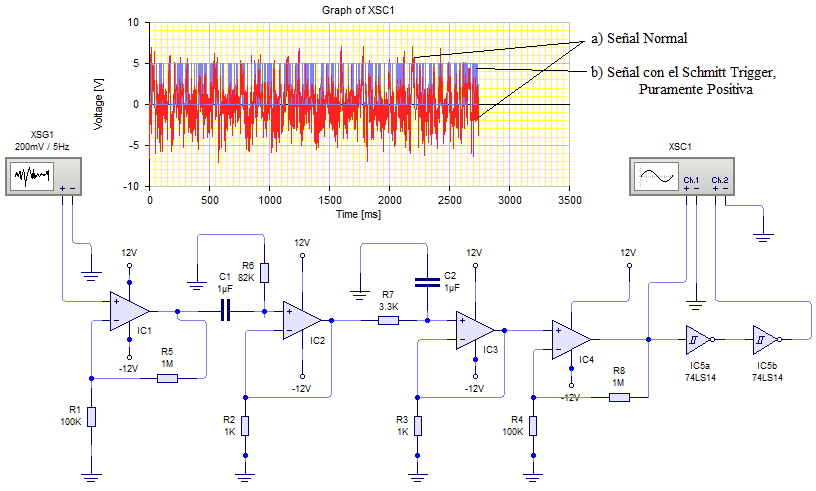 Graph of XSC1
Voltage [V]
10
5
0
-5
-10
0 500 1000 1500 2000 2500 3000 3500
Time [ms]
a) Señal Normal
b) Señal con el Schmitt Trigger,
Puramente Positiva
XSG1
200mV / 5Hz
+ -
XSC1
Ch.1 Ch.2
+ - + -
12V
+
-
IC1
-12V
R5
1M
R1
100K
C1
1µF
R6
82K
12V
+
-
IC2
-12V
R2
1K
R7
3.3K
C2
1µF
12V
+
-
IC3
-12V
R3
1K
12V
+
-
IC4
-12V
R8
1M
R4
100K
IC5a
74LS14
IC5b
74LS14